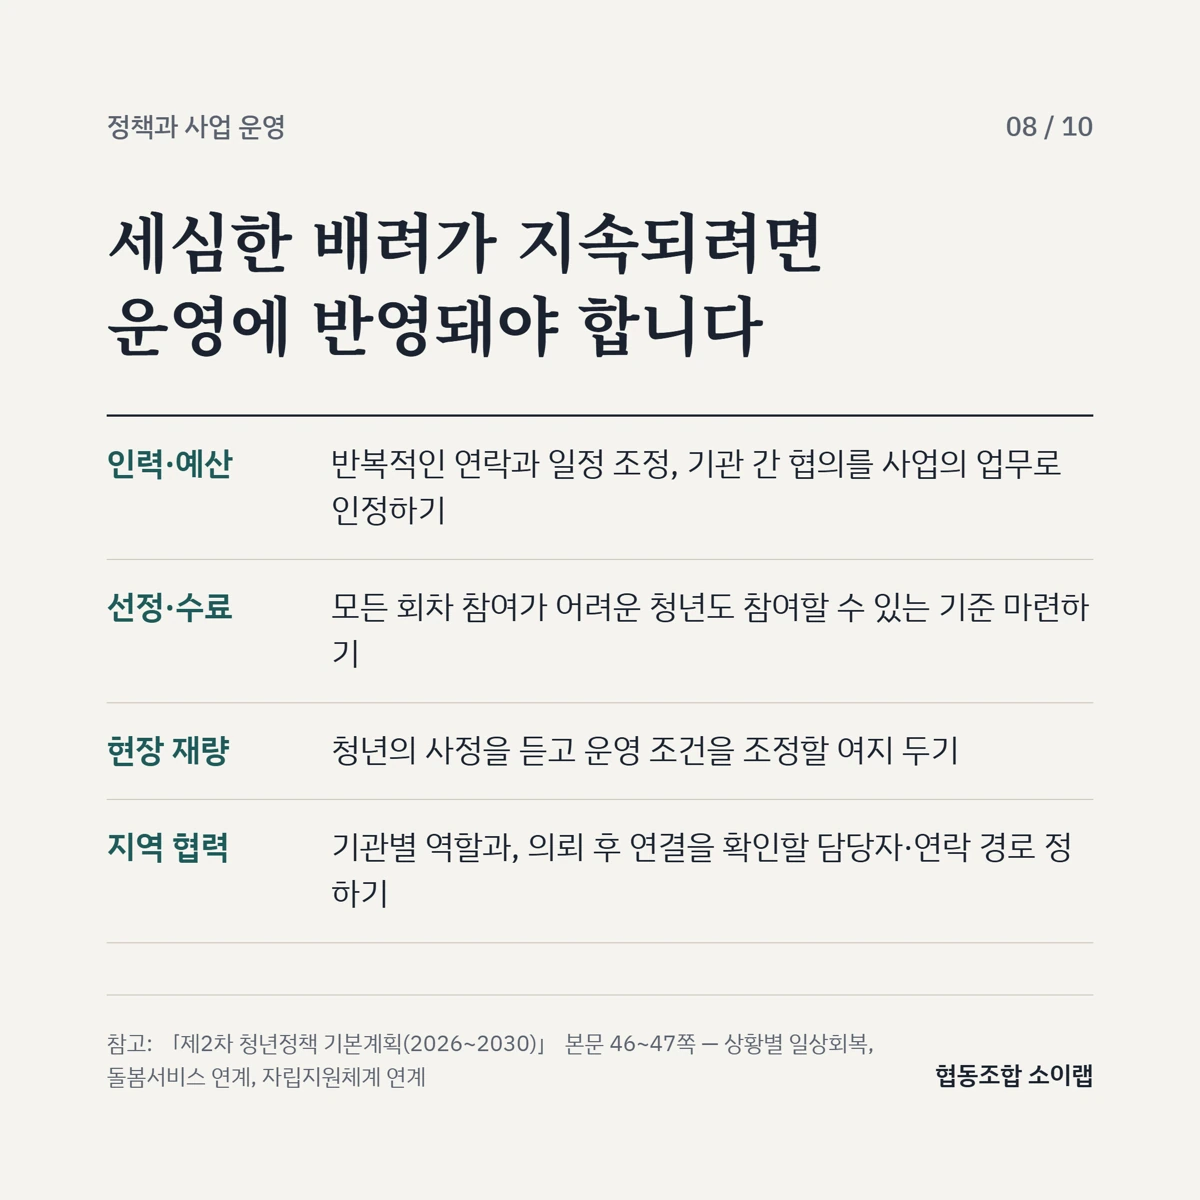 정책과 사업 운영
08 / 10
세심한 배려가 지속되려면
운영에 반영돼야 합니다
인력·예산
반복적인 연락과 일정 조정, 기관 간 협의를 사업의 업무로
인정하기
선정·수료
모든 회차 참여가 어려운 청년도 참여할 수 있는 기준 마련하
기
현장 재량
청년의 사정을 듣고 운영 조건을 조정할 여지 두기
지역 협력
기관별 역할과, 의뢰 후 연결을 확인할 담당자·연락 경로 정
하기
참고: 「제2차 청년정책 기본계획(2026~2030)」 본문 46~47쪽 — 상황별 일상회복,
돌봄서비스 연계, 자립지원체계 연계
협동조합 소이랩